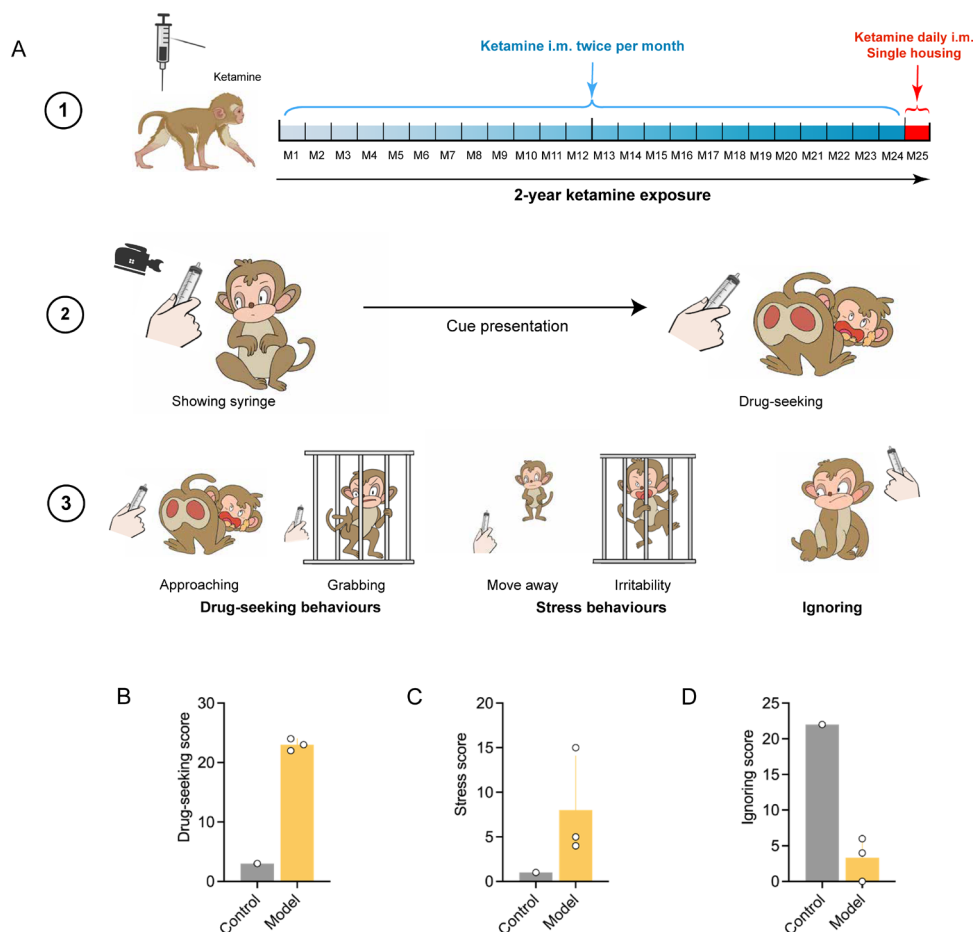 A
Ketamine i.m. twice per month
Ketamine daily i.m.
Single housing
Ketamine
1
M1 M2 M3 M4 M5 M6 M7 M8 M9 M10 M11 M12 M13 M14 M15 M16 M17 M18 M19 M20 M21 M22 M23 M24 M25
2-year ketamine exposure
2
Cue presentation
Showing syringe
Drug-seeking
3
Approaching
Grabbing
Move away
Irritability
Drug-seeking behaviours
Stress behaviours
Ignoring
B
Drug-seeking score
30
20
10
0
Control
Model
C
Stress score
20
15
10
5
0
Control
Model
D
Ignoring score
25
20
15
10
5
0
Control
Model